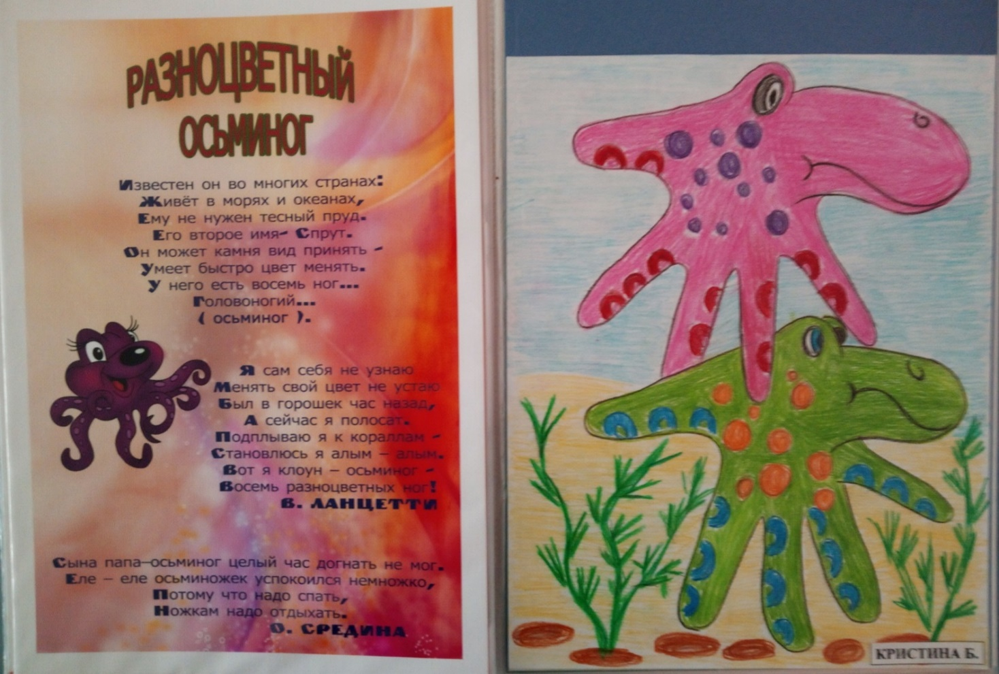 РАЗНОЦВЕТНЫЙ
ОСЬМИНОГ
Известен он во многих странах:
Живёт в морях и океанах,
Ему не нужен тесный пруд.
Его второе имя- Спрут.
Он может камня вид принять -
Умеет быстро цвет менять.
У него есть восемь ног...
Головоногий...
( осьминог ).
Я сам себя не узнаю
Менять свой цвет не устаю
Был в горошек час назад,
А сейчас я полосат.
Подплываю я к кораллам -
Становлюсь я алым – алым.
Вот я клоун – осьминог -
Восемь разноцветных ног!
В. ЛАНЦЕТТИ
Сына папа–осьминог целый час догнать не мог.
Еле – еле осьминожек успокоился немножко,
Потому что надо спать,
Ножкам надо отдыхать.
О. СРЕДИНА
КРИСТИНА Б.